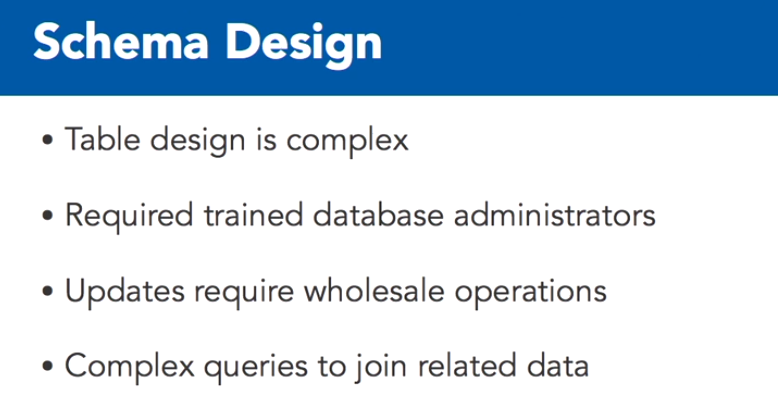 Schema Design
• Table design is complex
• Required trained database administrators
• Updates require wholesale operations
• Complex queries to join related data